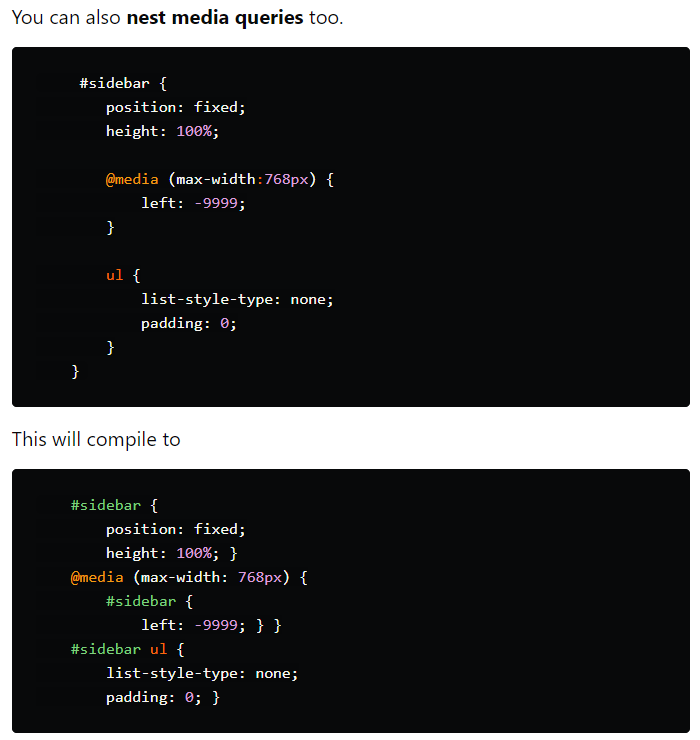 You can also nest media queries too.
#sidebar {
position: fixed;
height: 100%;
@media (max-width:768px) {
left: -9999;
}
ul {
list-style-type: none;
padding: 0;
}
}
This will compile to
#sidebar {
position: fixed;
height: 100%; }
@media (max-width: 768px) {
#sidebar {
left: -9999; } }
#sidebar ul {
list-style-type: none;
padding: 0; }